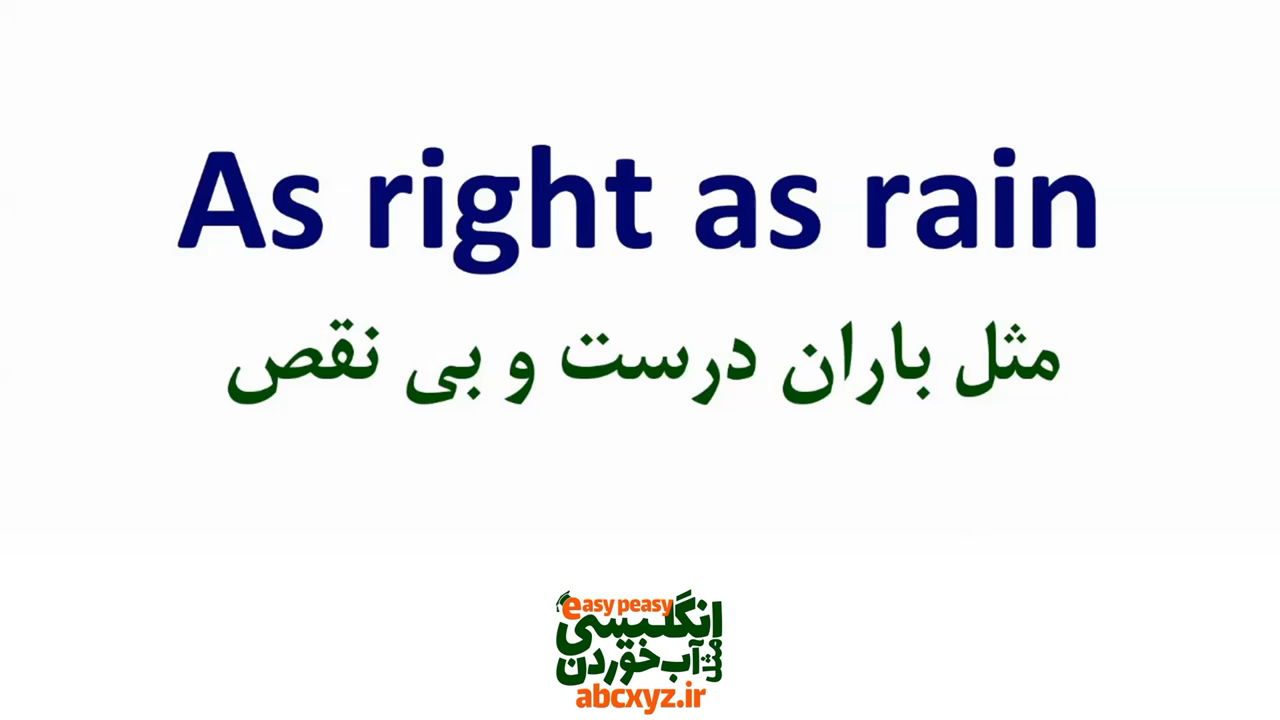 As right as rain
مثل باران درست و بی نقص
easy peasy
انگلیسی
مثل آب خوردن
abcxyz.ir